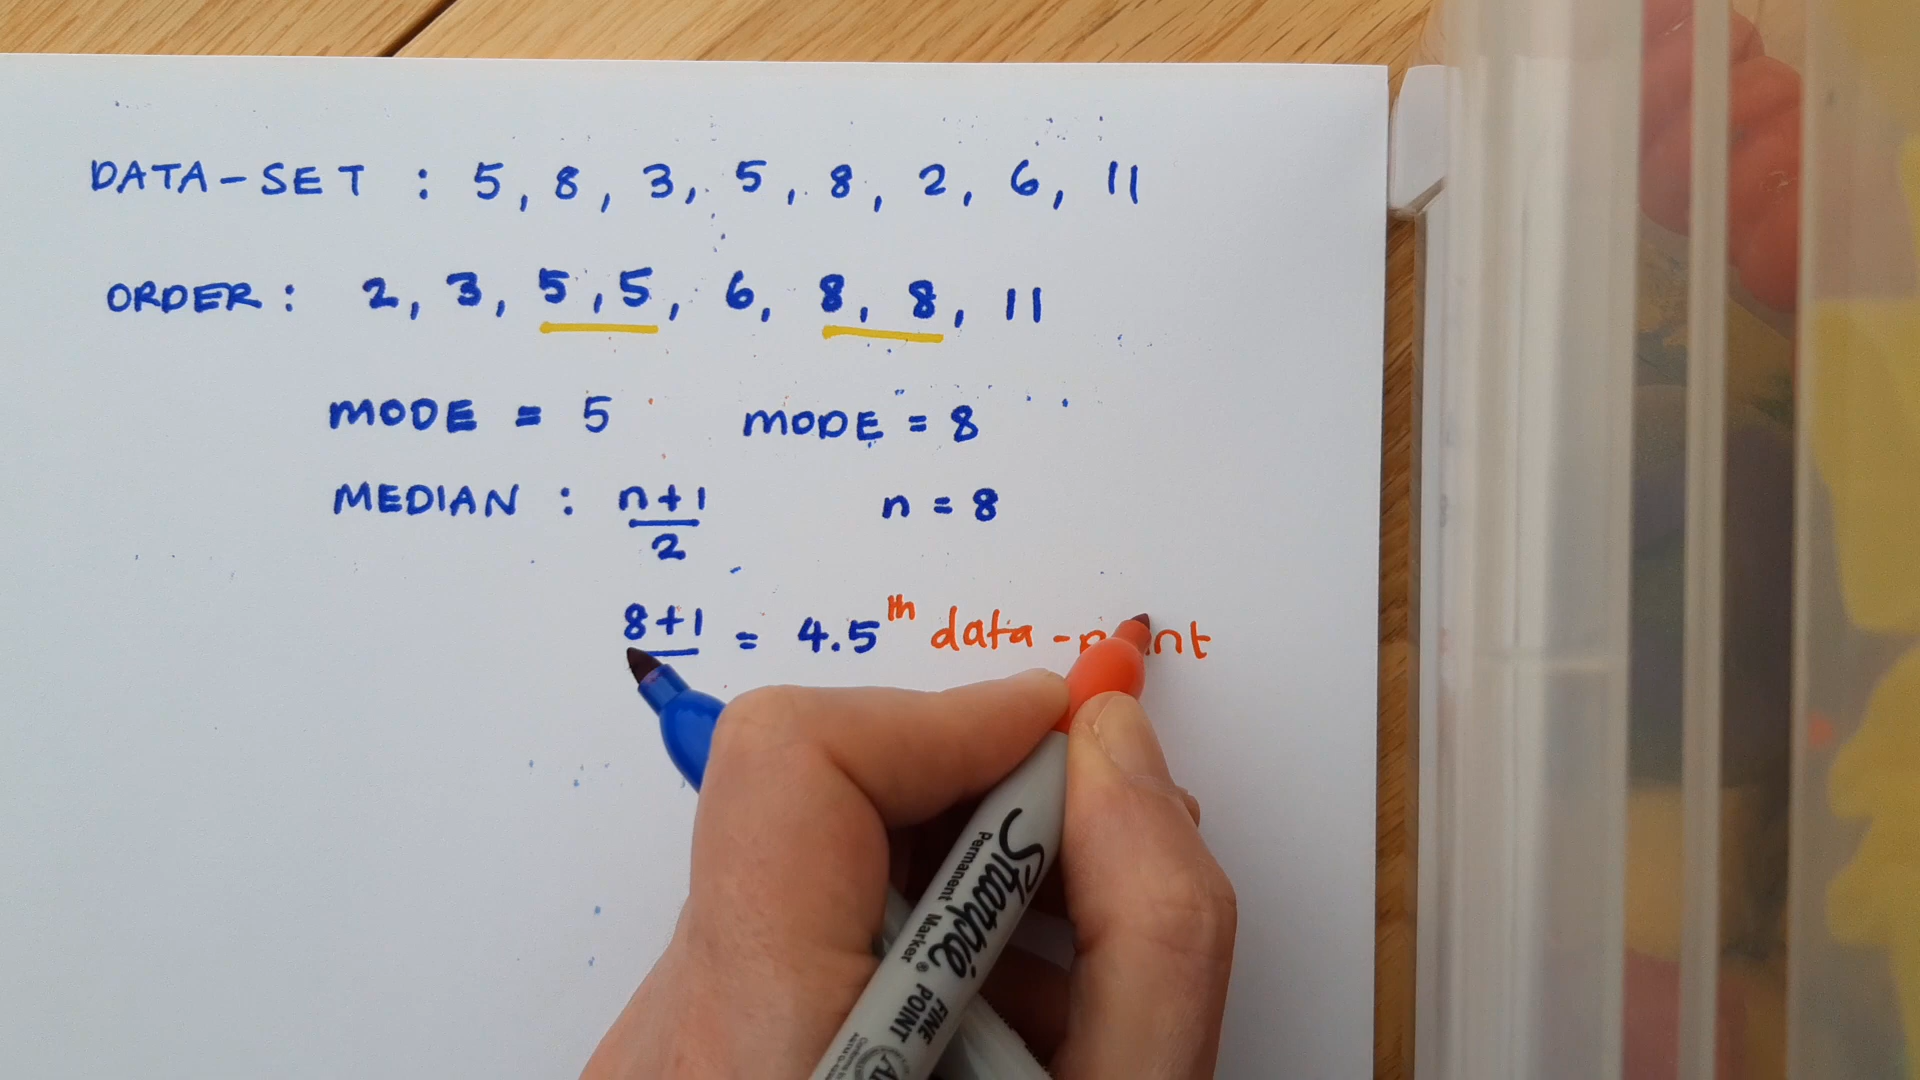 DATA-SET : 5, 8, 3, 5, 8, 2, 6, 11
ORDER: 2, 3, 5, 5, 6, 8, 8, 11
MODE = 5 MODE = 8
MEDIAN : n+1 n = 8
2
8+1 = 4.5th data-point
Sharpie
Permanent Marker
FINE POINT